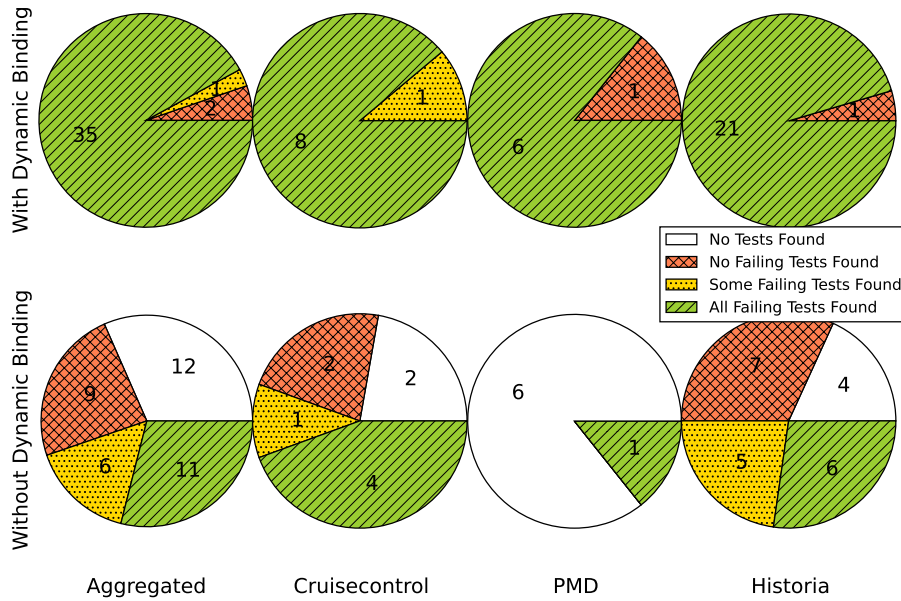 With Dynamic Binding
35
1
2
8
1
6
1
21
1
No Tests Found
No Failing Tests Found
Some Failing Tests Found
All Failing Tests Found
Without Dynamic Binding
12
9
6
11
2
2
1
4
6
1
4
7
5
6
Aggregated
Cruisecontrol
PMD
Historia